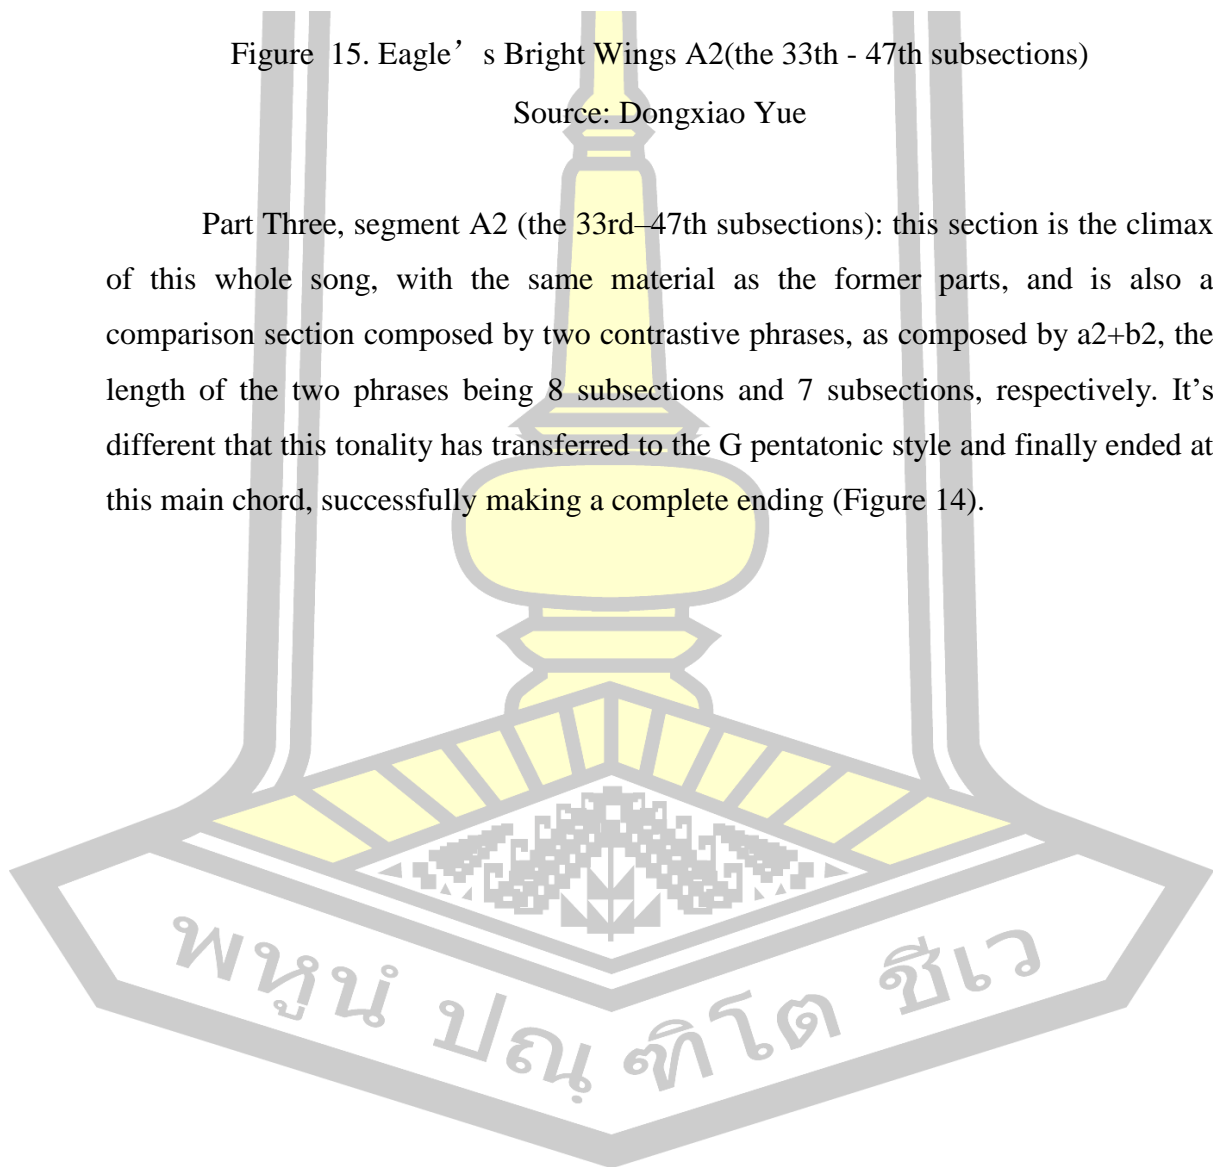 Figure 15. Eagle’s Bright Wings A2(the 33th - 47th subsections)
Source: Dongxiao Yue
Part Three, segment A2 (the 33rd–47th subsections): this section is the climax
of this whole song, with the same material as the former parts, and is also a
comparison section composed by two contrastive phrases, as composed by a2+b2, the
length of the two phrases being 8 subsections and 7 subsections, respectively. It’s
different that this tonality has transferred to the G pentatonic style and finally ended at
this main chord, successfully making a complete ending (Figure 14).
พหูนํ ปณฺฑิโต ชีเว